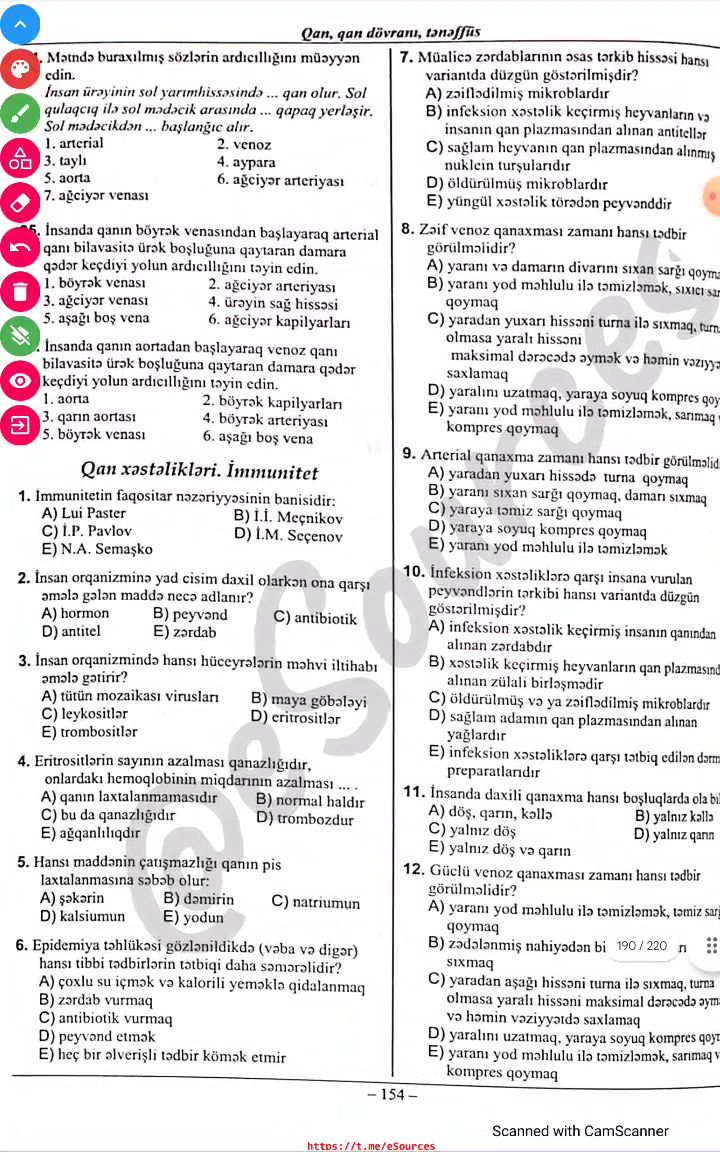 Qan, qan dövranı, tənəffüs
Mətndə buraxılmış sözlərin ardıcıllığını müəyyən
edin.
İnsan ürəyinin sol yarımhissəsində ... qan olur. Sol
qulaqcıq ilə sol mədəcik arasında ... qapaq yerləşir.
Sol mədəcikdən ... başlanğıc alır.
1. arterial 2. venoz
3. taylı 4. aypara
5. aorta 6. ağciyər arteriyası
7. ağciyər venası
5. İnsanda qanın böyrək venasından başlayaraq arterial
qanı bilavasitə ürək boşluğuna qaytaran damara
qədər keçdiyi yolun ardıcıllığını təyin edin.
1. böyrək venası 2. ağciyər arteriyası
3. ağciyər venası 4. ürəyin sağ hissəsi
5. aşağı boş vena 6. ağciyər kapilyarları
. İnsanda qanın aortadan başlayaraq venoz qanı
bilavasitə ürək boşluğuna qaytaran damara qədər
keçdiyi yolun ardıcıllığını təyin edin.
1. aorta 2. böyrək kapilyarları
3. qarın aortası 4. böyrək arteriyası
5. böyrək venası 6. aşağı boş vena
Qan xəstəlikləri. İmmunitet
1. İmmunitetin faqositar nəzəriyyəsinin banisidir:
A) Lui Paster B) İ.İ. Meçnikov
C) İ.P. Pavlov D) İ.M. Seçenov
E) N.A. Semaşko
2. İnsan orqanizminə yad cisim daxil olarkən ona qarşı
əmələ gələn maddə necə adlanır?
A) hormon B) peyvənd C) antibiotik
D) antitel E) zərdab
3. İnsan orqanizmində hansı hüceyrələrin məhvi iltihabı
əmələ gətirir?
A) tütün mozaikası virusları B) maya göbələyi
C) leykositlər D) eritrositlər
E) trombositlər
4. Eritrositlərin sayının azalması qanazlığıdır,
onlardakı hemoqlobinin miqdarının azalması ... .
A) qanın laxtalanmamasıdır B) normal haldır
C) bu da qanazlığıdır D) trombozdur
E) ağqanlılıqdır
5. Hansı maddənin çatışmazlığı qanın pis
laxtalanmasına səbəb olur:
A) şəkərin B) dəmirin C) natriumun
D) kalsiumun E) yodun
6. Epidemiya təhlükəsi gözlənildikdə (vəba və digər)
hansı tibbi tədbirlərin tətbiqi daha səmərəlidir?
A) çoxlu su içmək və kalorili yeməklə qidalanmaq
B) zərdab vurmaq
C) antibiotik vurmaq
D) peyvənd etmək
E) heç bir əlverişli tədbir kömək etmir
7. Müalicə zərdablarının əsas tərkib hissəsi hansı
variantda düzgün göstərilmişdir?
A) zəiflədilmiş mikroblardır
B) infeksion xəstəlik keçirmiş heyvanların və
insanın qan plazmasından alınan antitellər
C) sağlam heyvanın qan plazmasından alınmış
nuklein turşularıdır
D) öldürülmüş mikroblardır
E) yüngül xəstəlik törədən peyvənddir
8. Zəif venoz qanaxması zamanı hansı tədbir
görülməlidir?
A) yaranı və damarın divarını sıxan sarğı qoyma
B) yaranı yod məhlulu ilə təmizləmək, sıxıcı sar
qoymaq
C) yaradan yuxarı hissəni turna ilə sıxmaq, turn
olmasa yaralı hissəni
maksimal dərəcədə əymək və həmin vəziyyə
saxlamaq
D) yaralını uzatmaq, yaraya soyuq kompres qoy
E) yaranı yod məhlulu ilə təmizləmək, sarımaq
kompres qoymaq
9. Arterial qanaxma zamanı hansı tədbir görülməlid
A) yaradan yuxarı hissədə turna qoymaq
B) yaranı sıxan sarğı qoymaq, damarı sıxmaq
C) yaraya təmiz sarğı qoymaq
D) yaraya soyuq kompres qoymaq
E) yaranı yod məhlulu ilə təmizləmək
10. İnfeksion xəstəliklərə qarşı insana vurulan
peyvəndlərin tərkibi hansı variantda düzgün
göstərilmişdir?
A) infeksion xəstəlik keçirmiş insanın qanından
alınan zərdabdır
B) xəstəlik keçirmiş heyvanların qan plazmasınd
alınan zülali birləşmədir
C) öldürülmüş və ya zəiflədilmiş mikroblardır
D) sağlam adamın qan plazmasından alınan
yağlardır
E) infeksion xəstəliklərə qarşı tətbiq edilən dərm
preparatlarıdır
11. İnsanda daxili qanaxma hansı boşluqlarda ola bil
A) döş, qarın, kəllə B) yalnız kəllə
C) yalnız döş D) yalnız qarın
E) yalnız döş və qarın
12. Güclü venoz qanaxması zamanı hansı tədbir
görülməlidir?
A) yaranı yod məhlulu ilə təmizləmək, təmiz sarğ
qoymaq
B) zədələnmiş nahiyədən bi 190 / 220 n
sıxmaq
C) yaradan aşağı hissəni turna ilə sıxmaq, turna
olmasa yaralı hissəni maksimal dərəcədə əym
və həmin vəziyyətdə saxlamaq
D) yaralını uzatmaq, yaraya soyuq kompres qoyr
E) yaranı yod məhlulu ilə təmizləmək, sarımaq v
kompres qoymaq
– 154 –
@eSources
Scanned with CamScanner
https://t.me/eSources